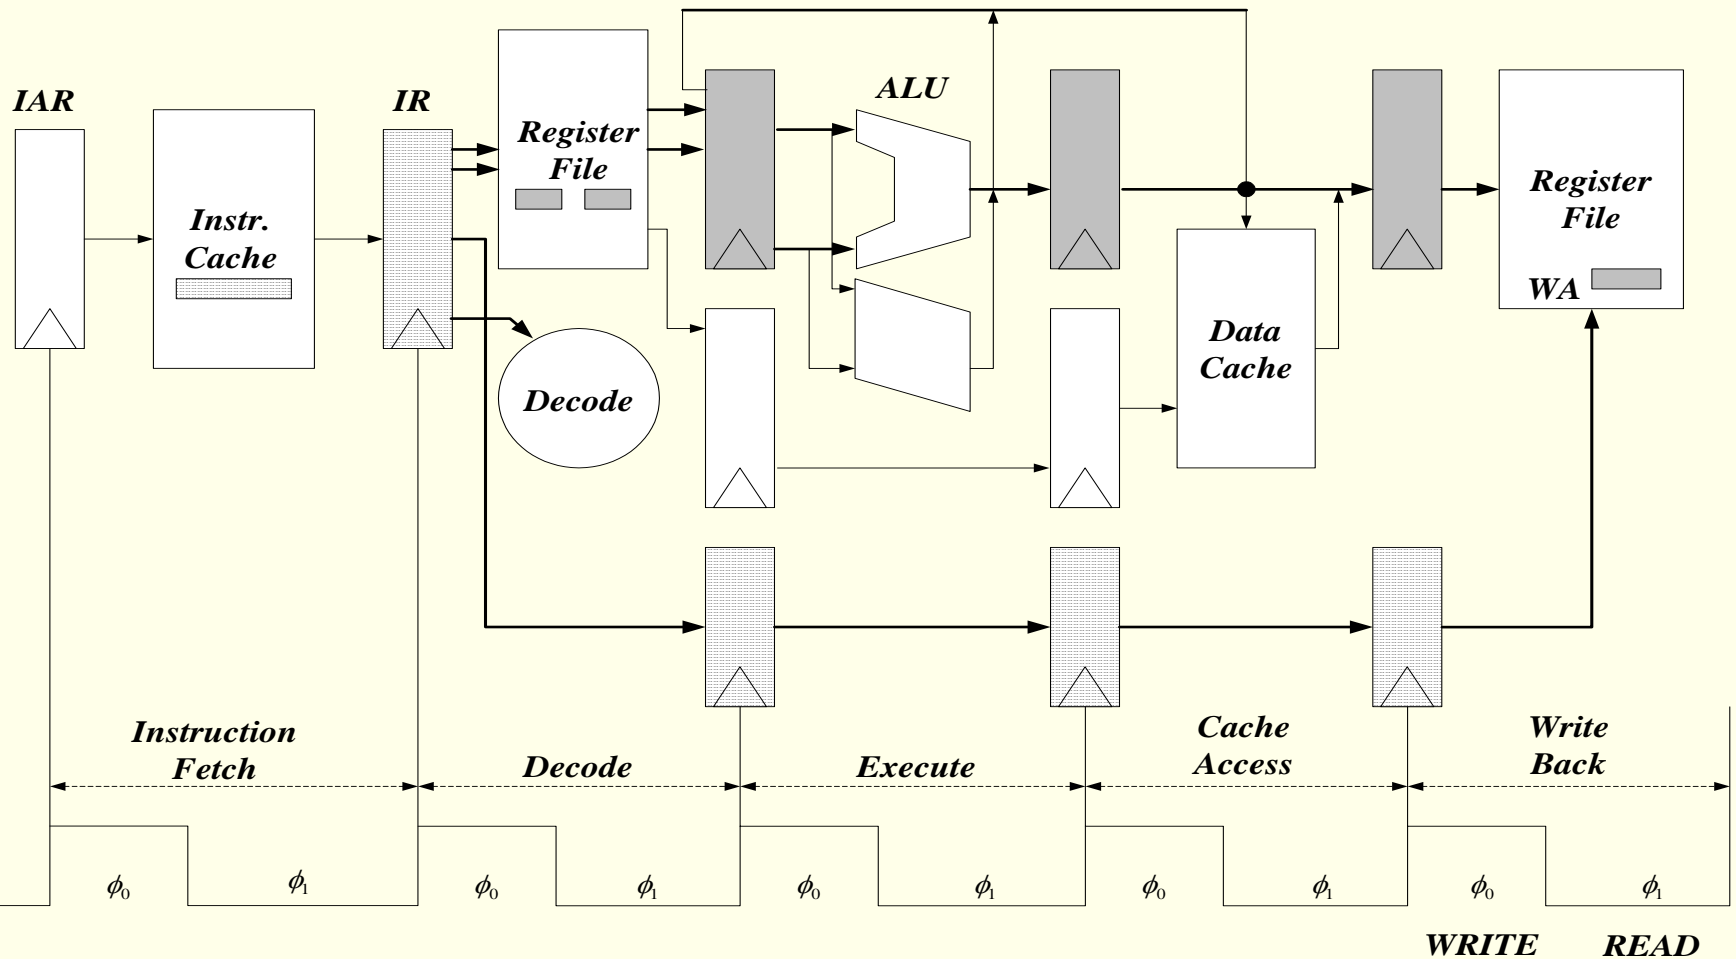 IAR
IR
ALU
Register
File
Register
File
Instr.
Cache
WA
Data
Cache
Decode
Instruction
Fetch
Decode
Execute
Cache
Access
Write
Back
ϕ₀
ϕ₁
ϕ₀
ϕ₁
ϕ₀
ϕ₁
ϕ₀
ϕ₁
ϕ₀
ϕ₁
WRITE
READ